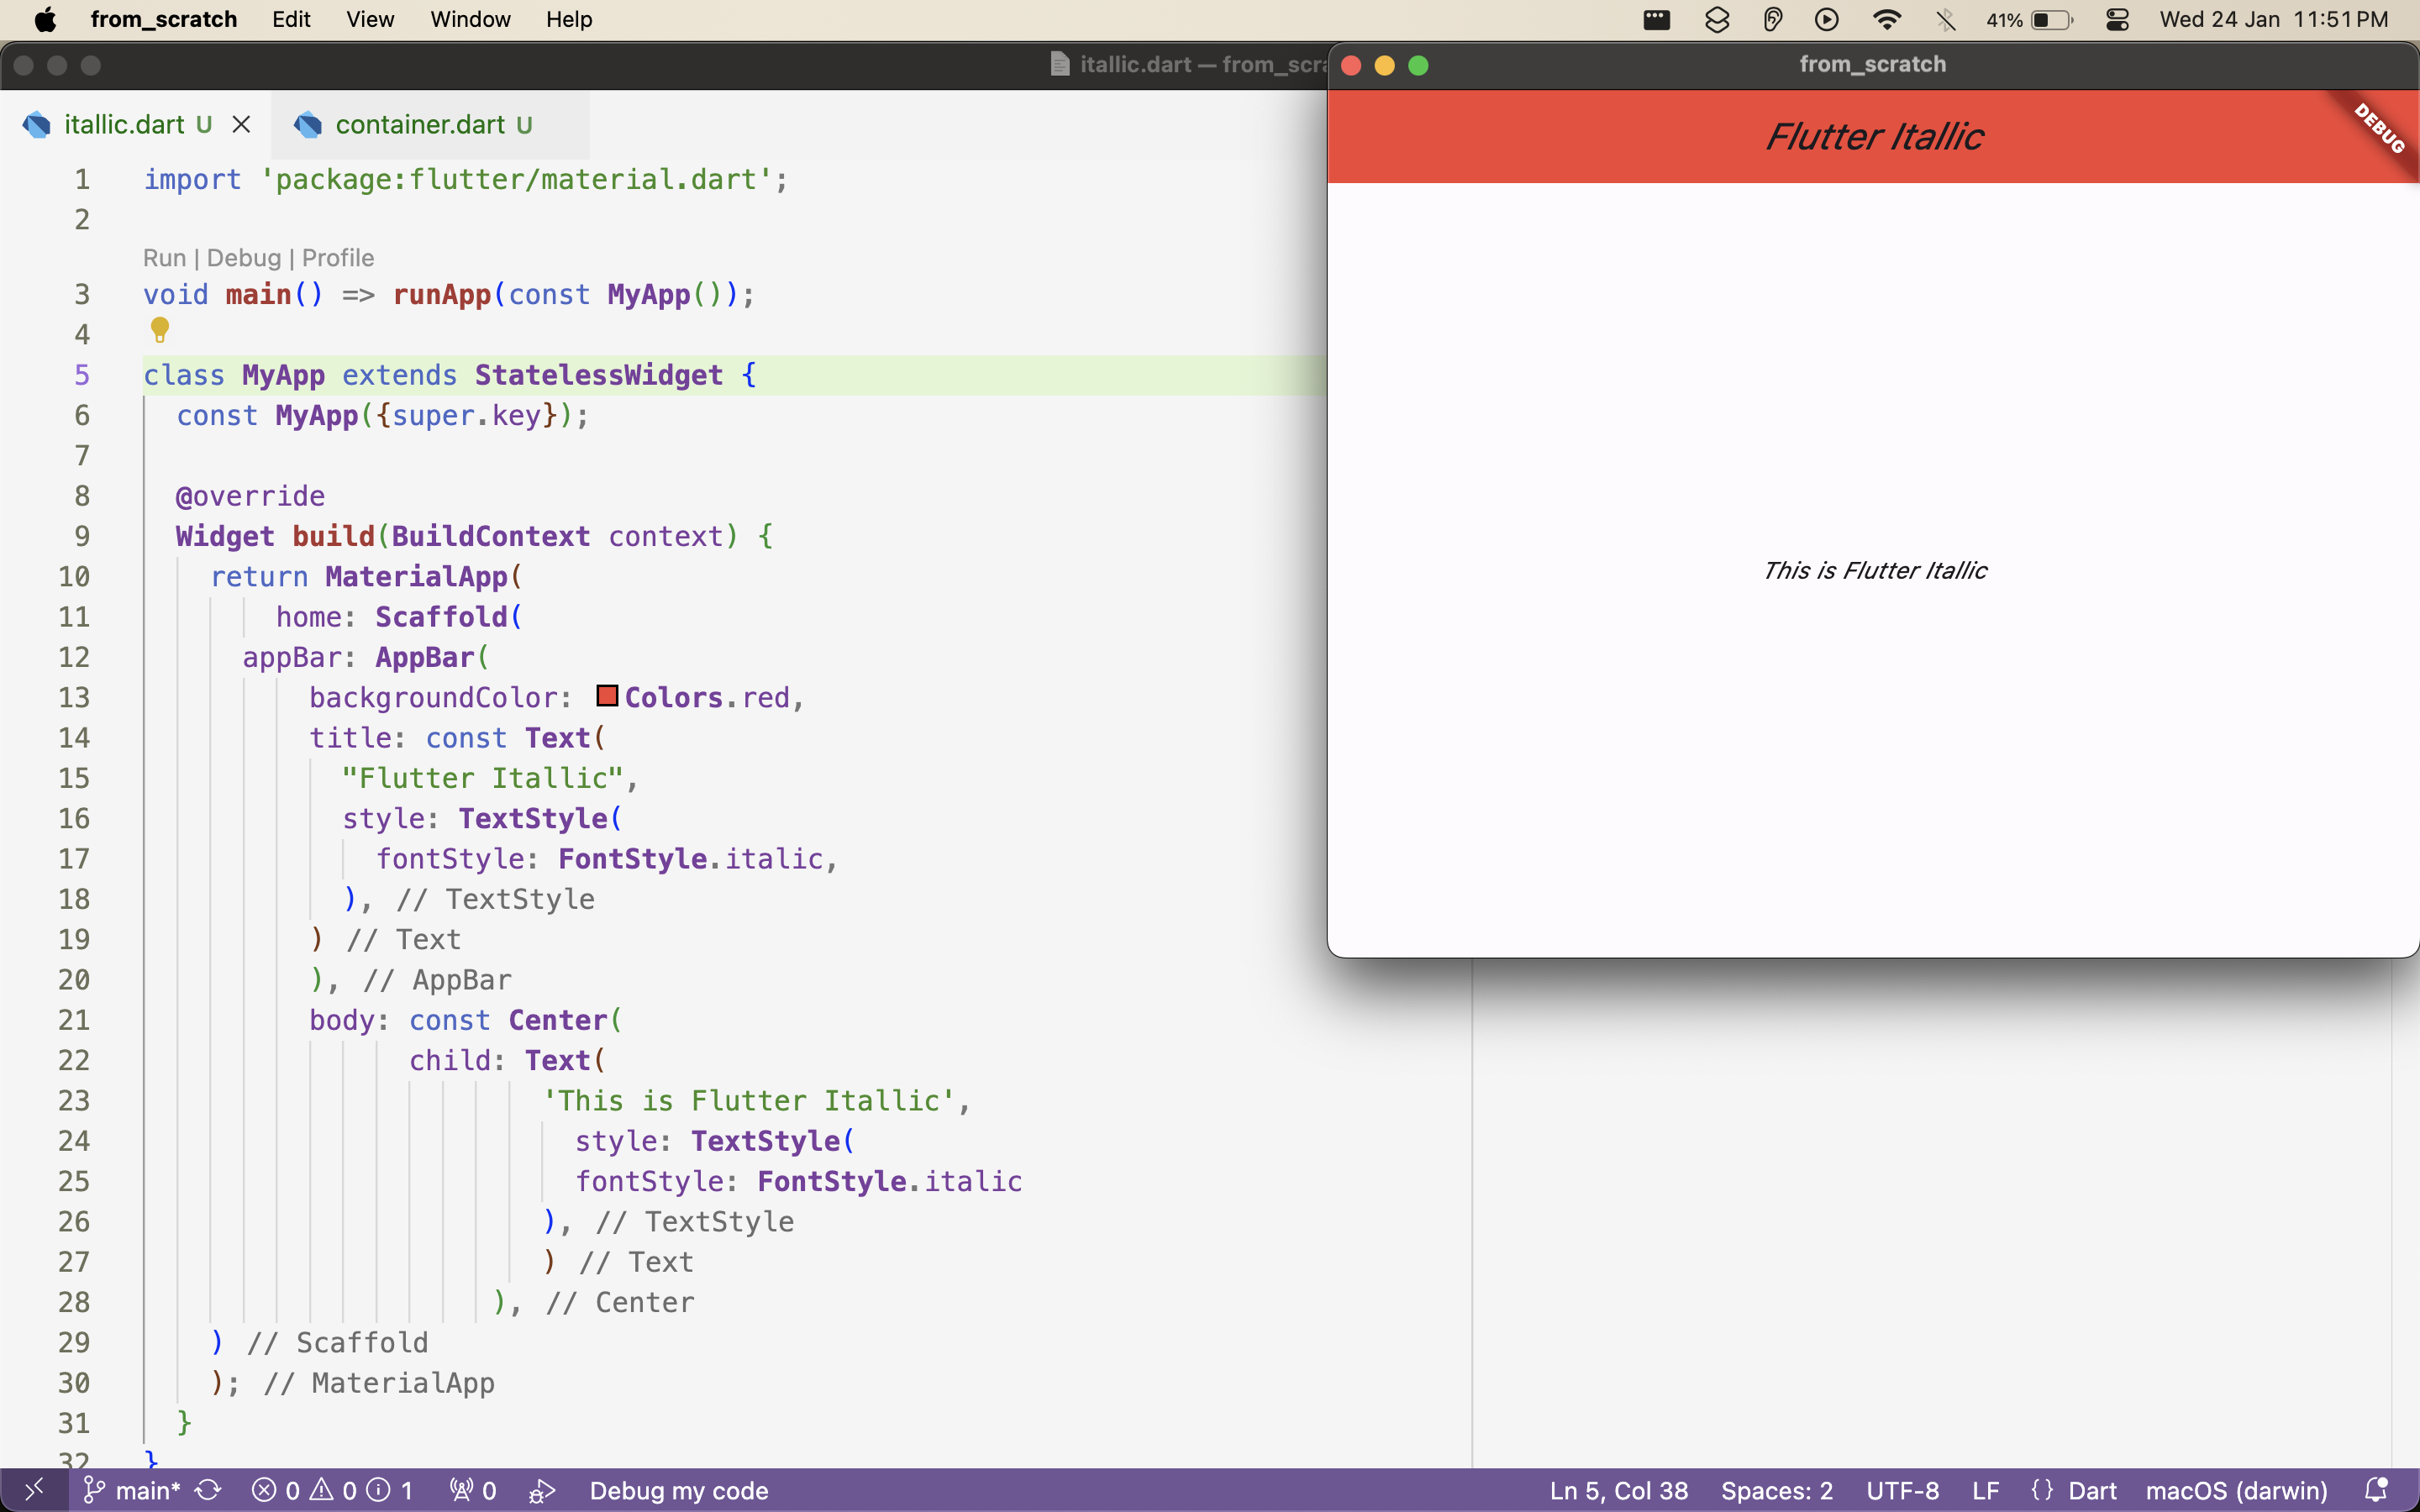 from_scratch Edit View Window Help 41% Wed 24 Jan 11:51 PM
itallic.dart — from_scra
from_scratch
itallic.dart U container.dart U
1 import 'package:flutter/material.dart';
2
Run | Debug | Profile
3 void main() => runApp(const MyApp());
4
5 class MyApp extends StatelessWidget {
6 const MyApp({super.key});
7
8 @override
9 Widget build(BuildContext context) {
10 return MaterialApp(
11 home: Scaffold(
12 appBar: AppBar(
13 backgroundColor: Colors.red,
14 title: const Text(
15 "Flutter Itallic",
16 style: TextStyle(
17 fontStyle: FontStyle.italic,
18 ), // TextStyle
19 ) // Text
20 ), // AppBar
21 body: const Center(
22 child: Text(
23 'This is Flutter Itallic',
24 style: TextStyle(
25 fontStyle: FontStyle.italic
26 ), // TextStyle
27 ) // Text
28 ), // Center
29 ) // Scaffold
30 ); // MaterialApp
31 }
32 }
Flutter Itallic
DEBUG
This is Flutter Itallic
main* 0 0 1 0 Debug my code Ln 5, Col 38 Spaces: 2 UTF-8 LF {} Dart macOS (darwin)